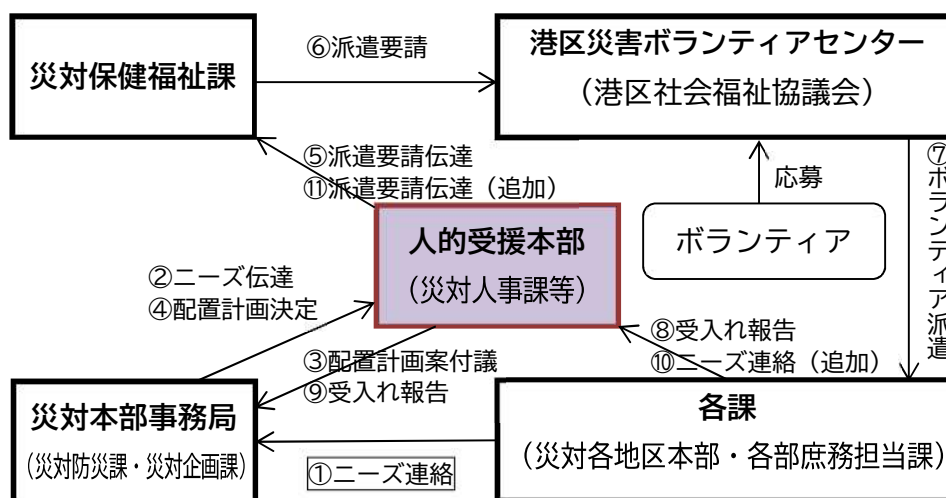 災対保健福祉課
⑥派遣要請
港区災害ボランティアセンター
（港区社会福祉協議会）
⑤派遣要請伝達
⑪派遣要請伝達（追加）
応募
⑦ボランティア派遣
人的受援本部
（災対人事課等）
ボランティア
②ニーズ伝達
④配置計画決定
⑧受入れ報告
⑩ニーズ連絡（追加）
③配置計画案付議
⑨受入れ報告
災対本部事務局
（災対防災課・災対企画課）
①ニーズ連絡
各課
（災対各地区本部・各部庶務担当課）